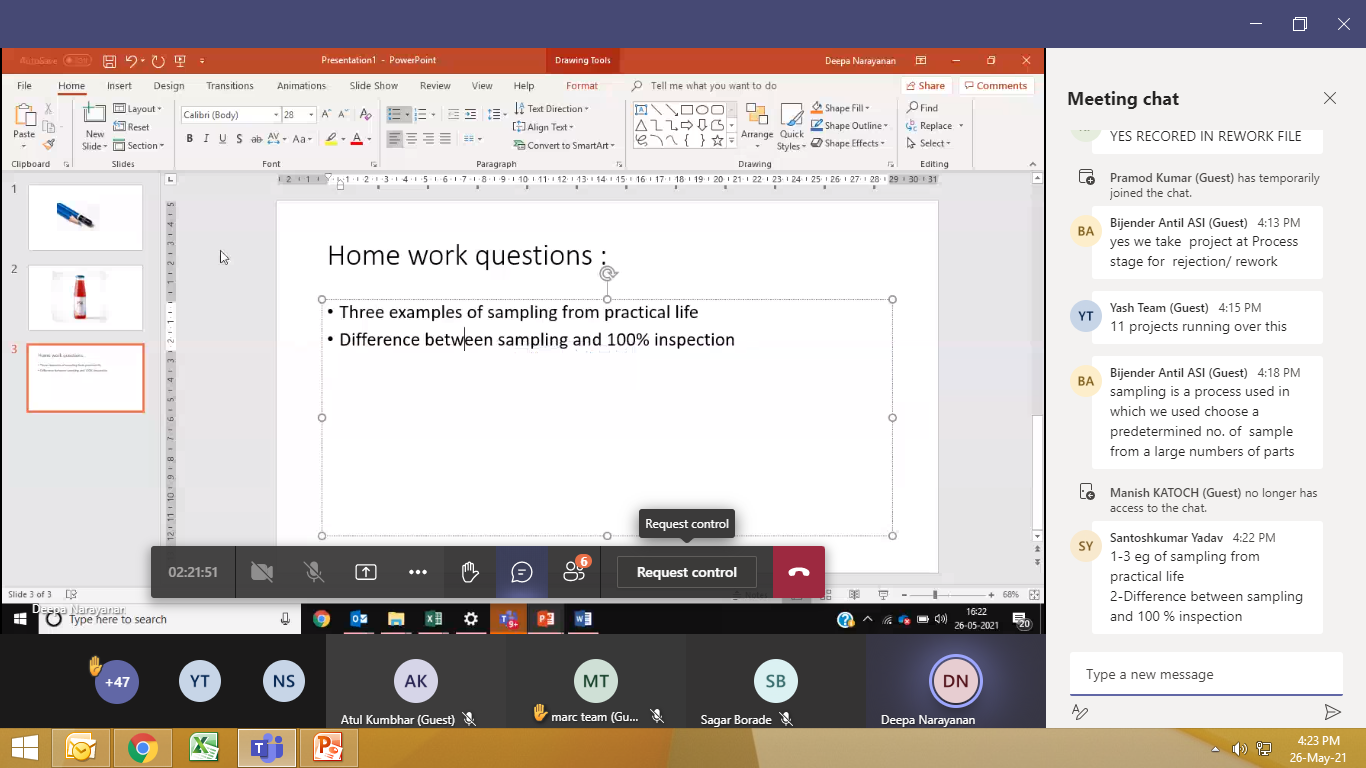 AutoSave
Presentation1 - PowerPoint
Drawing Tools
Deepa Narayanan
File Home Insert Design Transitions Animations Slide Show Review View Help Format Tell me what you want to do Share Comments
Paste
New
Slide
Layout
Reset
Section
Calibri (Body) 28
B I U S ab AV Aa A
Text Direction
Align Text
Convert to SmartArt
Arrange
Quick
Styles
Shape Fill
Shape Outline
Shape Effects
Find
Replace
Select
Clipboard Slides Font Paragraph Drawing Editing
1
2
3
Home work questions :
• Three examples of sampling from practical life
• Difference between sampling and 100% inspection
Request control
02:21:51
6
Request control
Slide 3 of 3
68%
Deepa Narayanan
Type here to search
16:22
26-05-2021
20
+47
YT
NS
AK
Atul Kumbhar (Guest)
MT
marc team (Gu...
SB
Sagar Borade
DN
Deepa Narayanan
Meeting chat
YES RECORED IN REWORK FILE
Pramod Kumar (Guest) has temporarily
joined the chat.
BA
Bijender Antil ASI (Guest) 4:13 PM
yes we take project at Process
stage for rejection/ rework
YT
Yash Team (Guest) 4:15 PM
11 projects running over this
BA
Bijender Antil ASI (Guest) 4:18 PM
sampling is a process used in
which we used choose a
predetermined no. of sample
from a large numbers of parts
Manish KATOCH (Guest) no longer has
access to the chat.
SY
Santoshkumar Yadav 4:22 PM
1-3 eg of sampling from
practical life
2-Difference between sampling
and 100 % inspection
Type a new message
4:23 PM
26-May-21